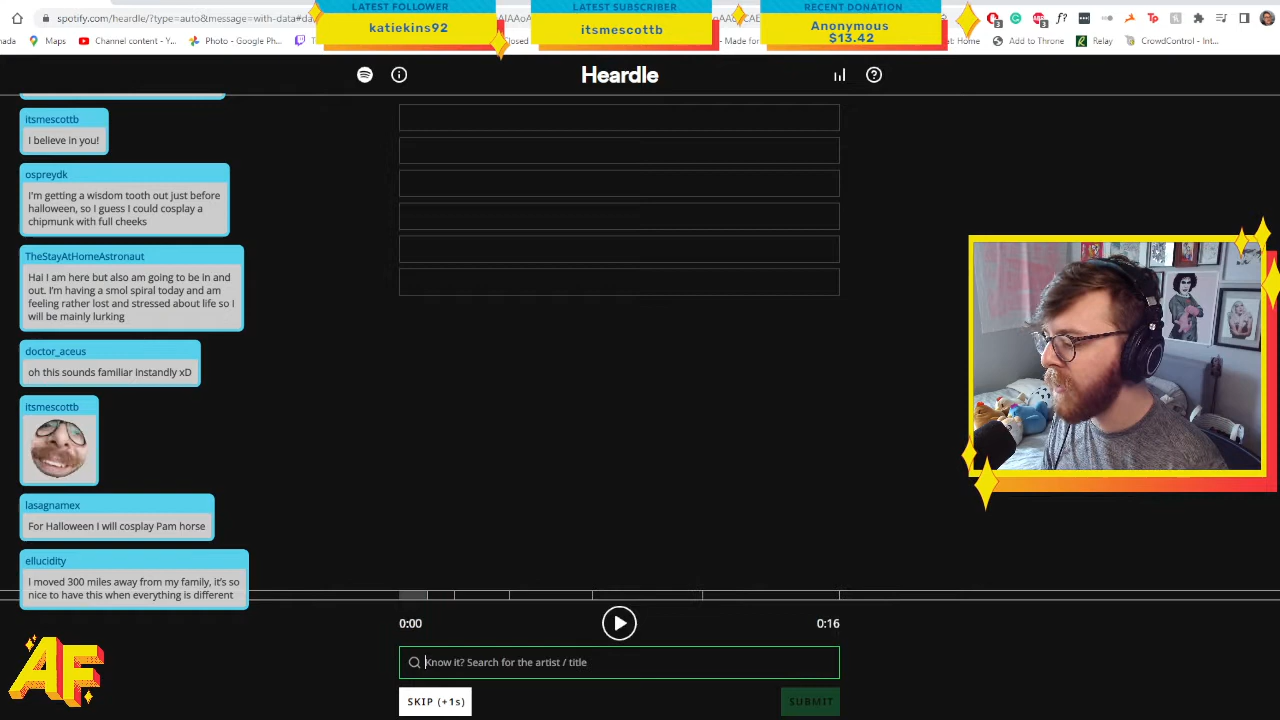 LATEST FOLLOWER
katiekins92
LATEST SUBSCRIBER
itsmescottb
RECENT DONATION
Anonymous
$13.42
spotify.com/heardle/?type=auto&message=with-data#da
Maps
Channel content - Y...
Photo - Google Ph...
Add to Throne
Relay
CrowdControl - Int...
Heardle
itsmescottb
I believe in you!
ospreydk
I'm getting a wisdom tooth out just before
halloween, so I guess I could cosplay a
chipmunk with full cheeks
TheStayAtHomeAstronaut
Hai I am here but also am going to be in and
out. I'm having a smol spiral today and am
feeling rather lost and stressed about life so I
will be mainly lurking
doctor_aceus
oh this sounds familiar instandly xD
itsmescottb
lasagnamex
For Halloween I will cosplay Pam horse
ellucidity
I moved 300 miles away from my family, it's so
nice to have this when everything is different
0:00
0:16
Know it? Search for the artist / title
SKIP (+1s)
SUBMIT
AF